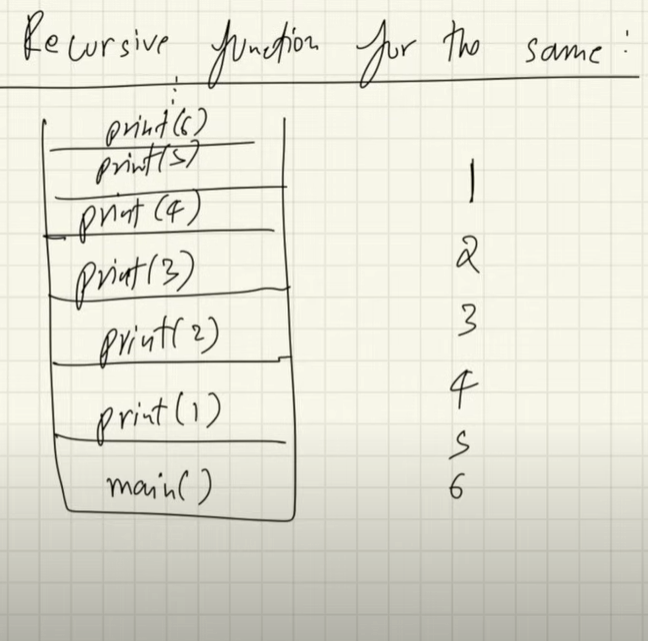 Recursive function for the same:
print(6)
print(5)
print(4)
print(3)
print(2)
print(1)
main()
1
2
3
4
5
6